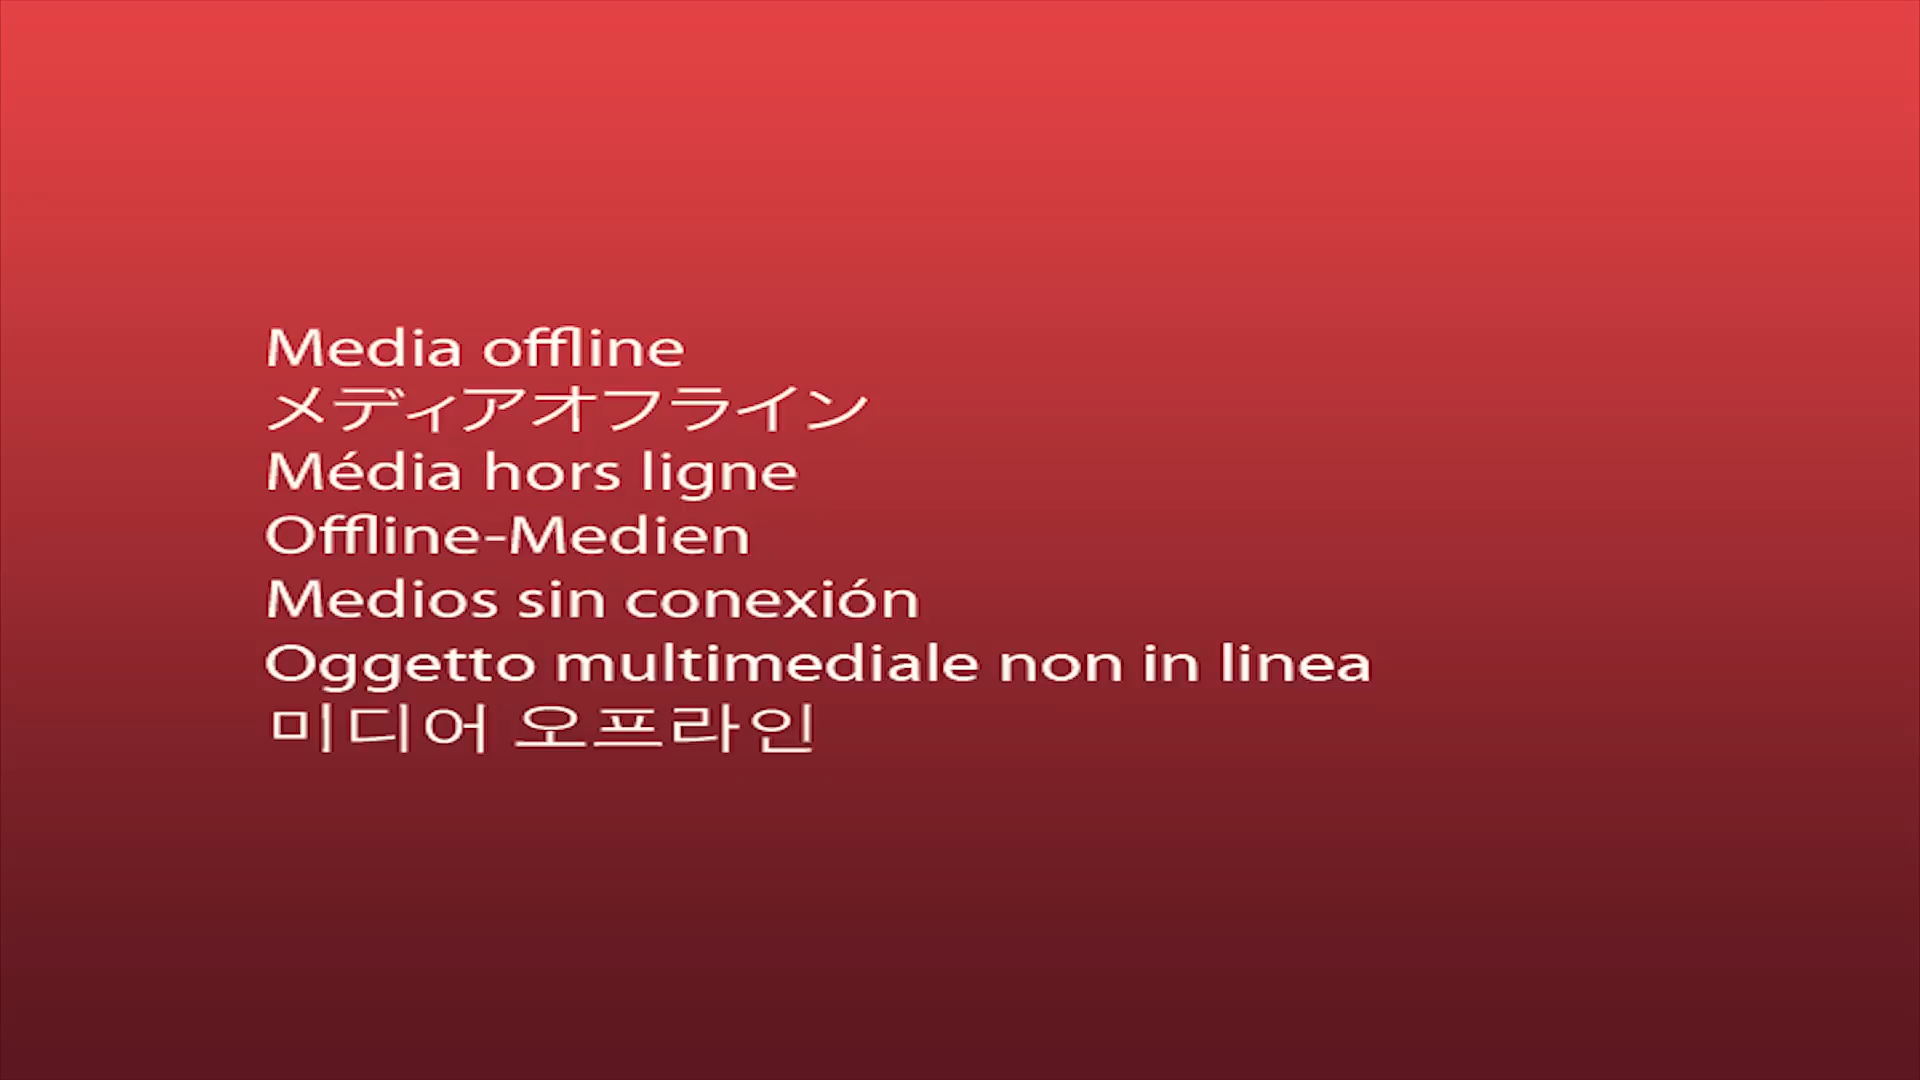 Media offline
メディアオフライン
Média hors ligne
Offline-Medien
Medios sin conexión
Oggetto multimediale non in linea
미디어 오프라인